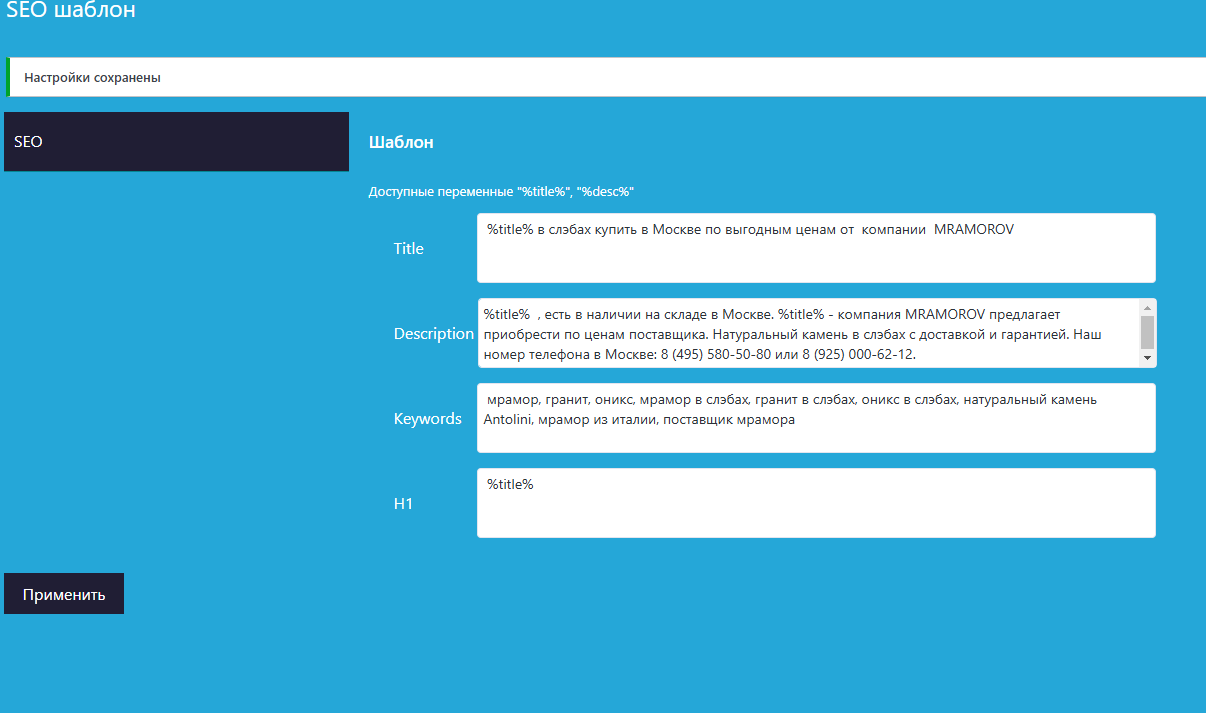 SEO шаблон
Настройки сохранены
SEO
Шаблон
Доступные переменные "%title%", "%desc%"
Title
%title% в слэбах купить в Москве по выгодным ценам от  компании  MRAMOROV
Description
%title%  , есть в наличии на складе в Москве. %title% - компания MRAMOROV предлагает
приобрести по ценам поставщика. Натуральный камень в слэбах с доставкой и гарантией. Наш
номер телефона в Москве: 8 (495) 580-50-80 или 8 (925) 000-62-12.
Keywords
мрамор, гранит, оникс, мрамор в слэбах, гранит в слэбах, оникс в слэбах, натуральный камень
Antolini, мрамор из италии, поставщик мрамора
H1
%title%
Применить